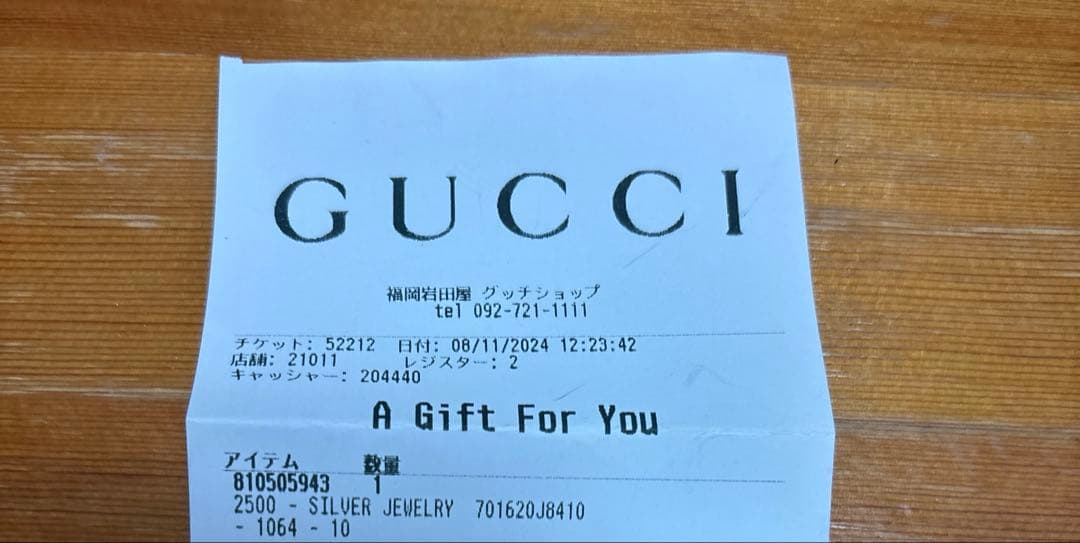 GUCCI
福岡岩田屋 グッチショップ
tel 092-721-1111
チケット: 52212 日付: 08/11/2024 12:23:42
店舗: 21011 レジスター: 2
キャッシャー: 204440
A Gift For You
アイテム 数量
810505943 1
2500 - SILVER JEWELRY 701620J8410
- 1064 - 10